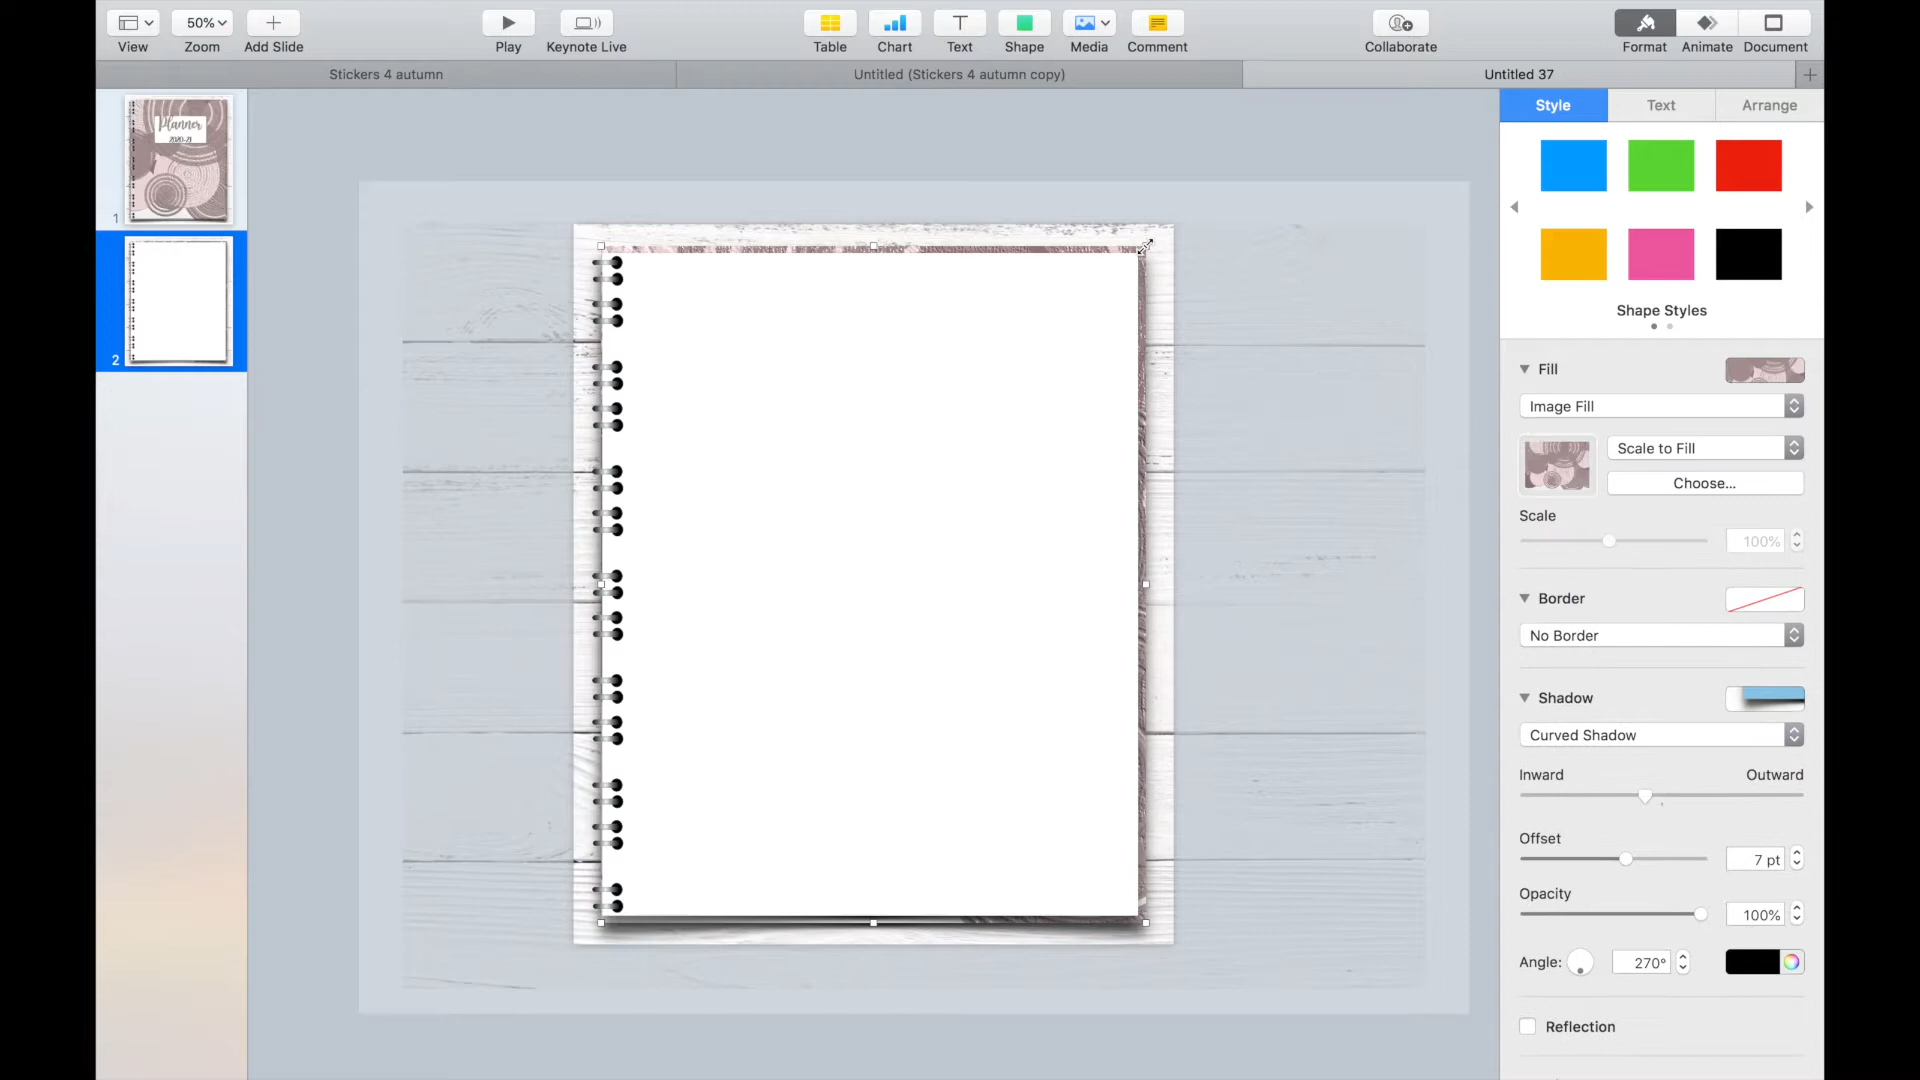 50%
View
Zoom
Add Slide
Play
Keynote Live
Table
Chart
Text
Shape
Media
Comment
Collaborate
Format
Animate
Document
Stickers 4 autumn
Untitled (Stickers 4 autumn copy)
Untitled 37
Style
Text
Arrange
Planner
2020-21
1
2
Shape Styles
Fill
Image Fill
Scale to Fill
Choose...
Scale
100%
Border
No Border
Shadow
Curved Shadow
Inward
Outward
Offset
7 pt
Opacity
100%
Angle:
270°
Reflection